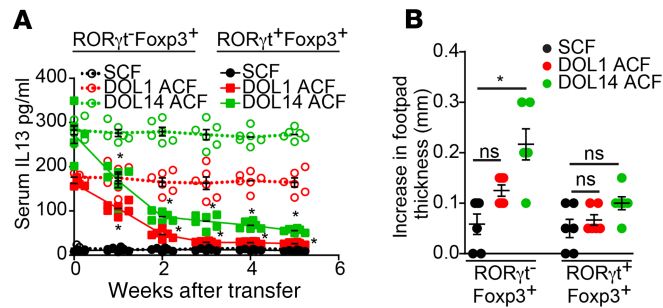 A
RORγt⁻Foxp3⁺
RORγt⁺Foxp3⁺
SCF
DOL1 ACF
DOL14 ACF
SCF
DOL1 ACF
DOL14 ACF
Serum IL13 pg/ml
400
300
200
100
0
*
*
*
*
*
*
*
*
*
*
0
2
4
6
Weeks after transfer
B
SCF
DOL1 ACF
DOL14 ACF
Increase in footpad
thickness (mm)
0.4
0.3
0.2
0.1
0.0
*
ns
ns
ns
RORγt⁻
Foxp3⁺
RORγt⁺
Foxp3⁺